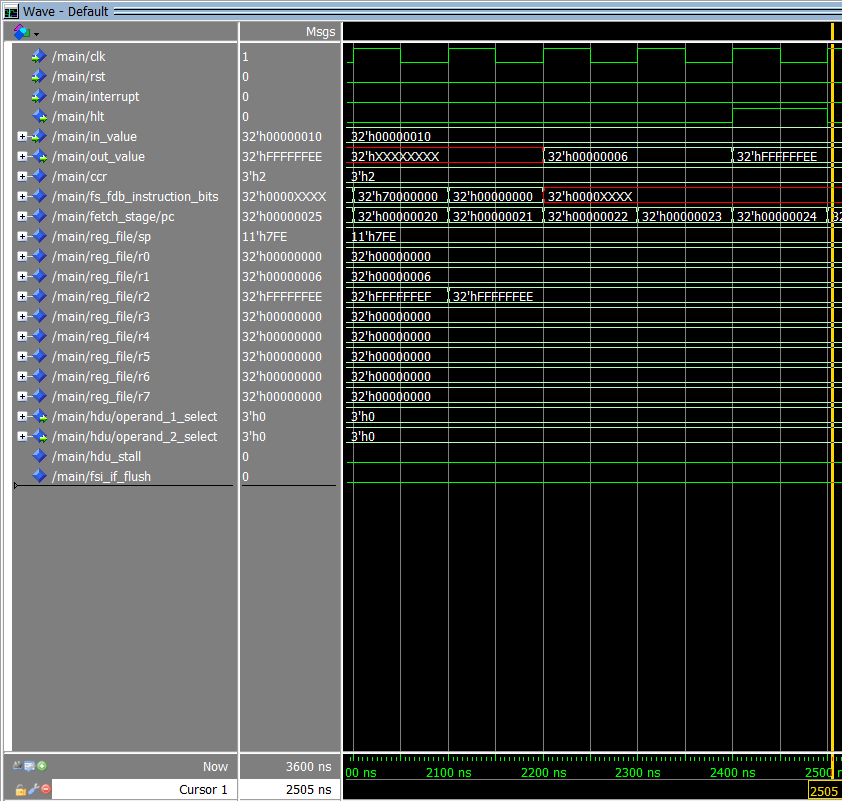 Wave - Default
Msgs
/main/clk 1
/main/rst 0
/main/interrupt 0
/main/hlt 0
/main/in_value 32'h00000010 32'h00000010
/main/out_value 32'hFFFFFFEE 32'hXXXXXXXX 32'h00000006 32'hFFFFFFEE
/main/ccr 3'h2 3'h2
/main/fs_fdb_instruction_bits 32'h0000XXXX 32'h70000000 32'h00000000 32'h0000XXXX
/main/fetch_stage/pc 32'h00000025 32'h00000020 32'h00000021 32'h00000022 32'h00000023 32'h00000024 32
/main/reg_file/sp 11'h7FE 11'h7FE
/main/reg_file/r0 32'h00000000 32'h00000000
/main/reg_file/r1 32'h00000006 32'h00000006
/main/reg_file/r2 32'hFFFFFFEE 32'hFFFFFFEF 32'hFFFFFFEE
/main/reg_file/r3 32'h00000000 32'h00000000
/main/reg_file/r4 32'h00000000 32'h00000000
/main/reg_file/r5 32'h00000000 32'h00000000
/main/reg_file/r6 32'h00000000 32'h00000000
/main/reg_file/r7 32'h00000000 32'h00000000
/main/hdu/operand_1_select 3'h0 3'h0
/main/hdu/operand_2_select 3'h0 3'h0
/main/hdu_stall 0
/main/fsi_if_flush 0
Now 3600 ns 00 ns 2100 ns 2200 ns 2300 ns 2400 ns 2500
Cursor 1 2505 ns 2505